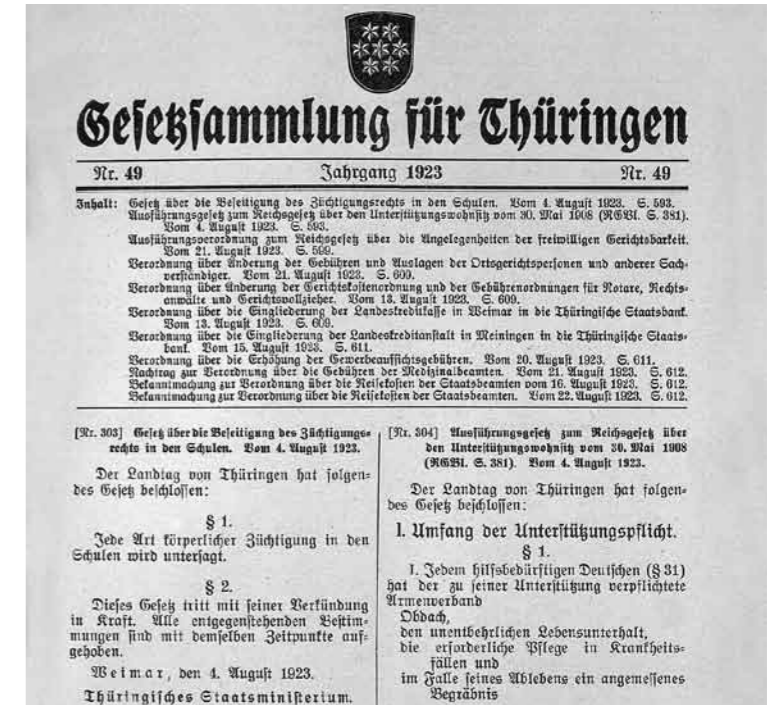 Gesetzsammlung für Thüringen
Nr. 49 Jahrgang 1923 Nr. 49
Inhalt: Gesetz über die Beseitigung des Züchtigungsrechts in den Schulen. Vom 4. August 1923. S. 593.
Ausführungsgesetz zum Reichsgesetz über den Unterstützungswohnsitz vom 30. Mai 1908 (RGBl. S. 381).
Vom 4. August 1923. S. 593.
Ausführungsverordnung zum Reichsgesetz über die Angelegenheiten der freiwilligen Gerichtsbarkeit.
Vom 21. August 1923. S. 599.
Verordnung über Änderung der Gebühren und Auslagen der Ortsgerichtspersonen und anderer Sach-
verständiger. Vom 21. August 1923. S. 609.
Verordnung über Änderung der Gerichtskostenordnung und der Gebührenordnungen für Notare, Rechts-
anwälte und Gerichtsvollzieher. Vom 13. August 1923. S. 609.
Verordnung über die Eingliederung der Landeskreditkasse in Weimar in die Thüringische Staatsbank.
Vom 13. August 1923. S. 609.
Verordnung über die Eingliederung der Landeskreditanstalt in Meiningen in die Thüringische Staats-
bank. Vom 15. August 1923. S. 611.
Verordnung über die Erhöhung der Gewerbeaufsichtsgebühren. Vom 20. August 1923. S. 611.
Nachtrag zur Verordnung über die Gebühren der Medizinalbeamten. Vom 21. August 1923. S. 612.
Bekanntmachung zur Verordnung über die Reisekosten der Staatsbeamten vom 16. August 1923. S. 612.
Bekanntmachung zur Verordnung über die Reisekosten der Staatsbeamten. Vom 22. August 1923. S. 612.
[Nr. 303] Gesetz über die Beseitigung des Züchtigungs-
rechts in den Schulen. Vom 4. August 1923.
Der Landtag von Thüringen hat folgen-
des Gesetz beschlossen:
§ 1.
Jede Art körperlicher Züchtigung in den
Schulen wird untersagt.
§ 2.
Dieses Gesetz tritt mit seiner Verkündung
in Kraft. Alle entgegenstehenden Bestim-
mungen sind mit demselben Zeitpunkte auf-
gehoben.
Weimar, den 4. August 1923.
Thüringisches Staatsministerium.
[Nr. 304] Ausführungsgesetz zum Reichsgesetz über
den Unterstützungswohnsitz vom 30. Mai 1908
(RGBl. S. 381). Vom 4. August 1923.
Der Landtag von Thüringen hat folgen-
des Gesetz beschlossen:
I. Umfang der Unterstützungspflicht.
§ 1.
I. Jedem hilfsbedürftigen Deutschen (§ 31)
hat der zu seiner Unterstützung verpflichtete
Armenverband
Obdach,
den unentbehrlichen Lebensunterhalt,
die erforderliche Pflege in Krankheits-
fällen und
im Falle seines Ablebens ein angemessenes
Begräbnis